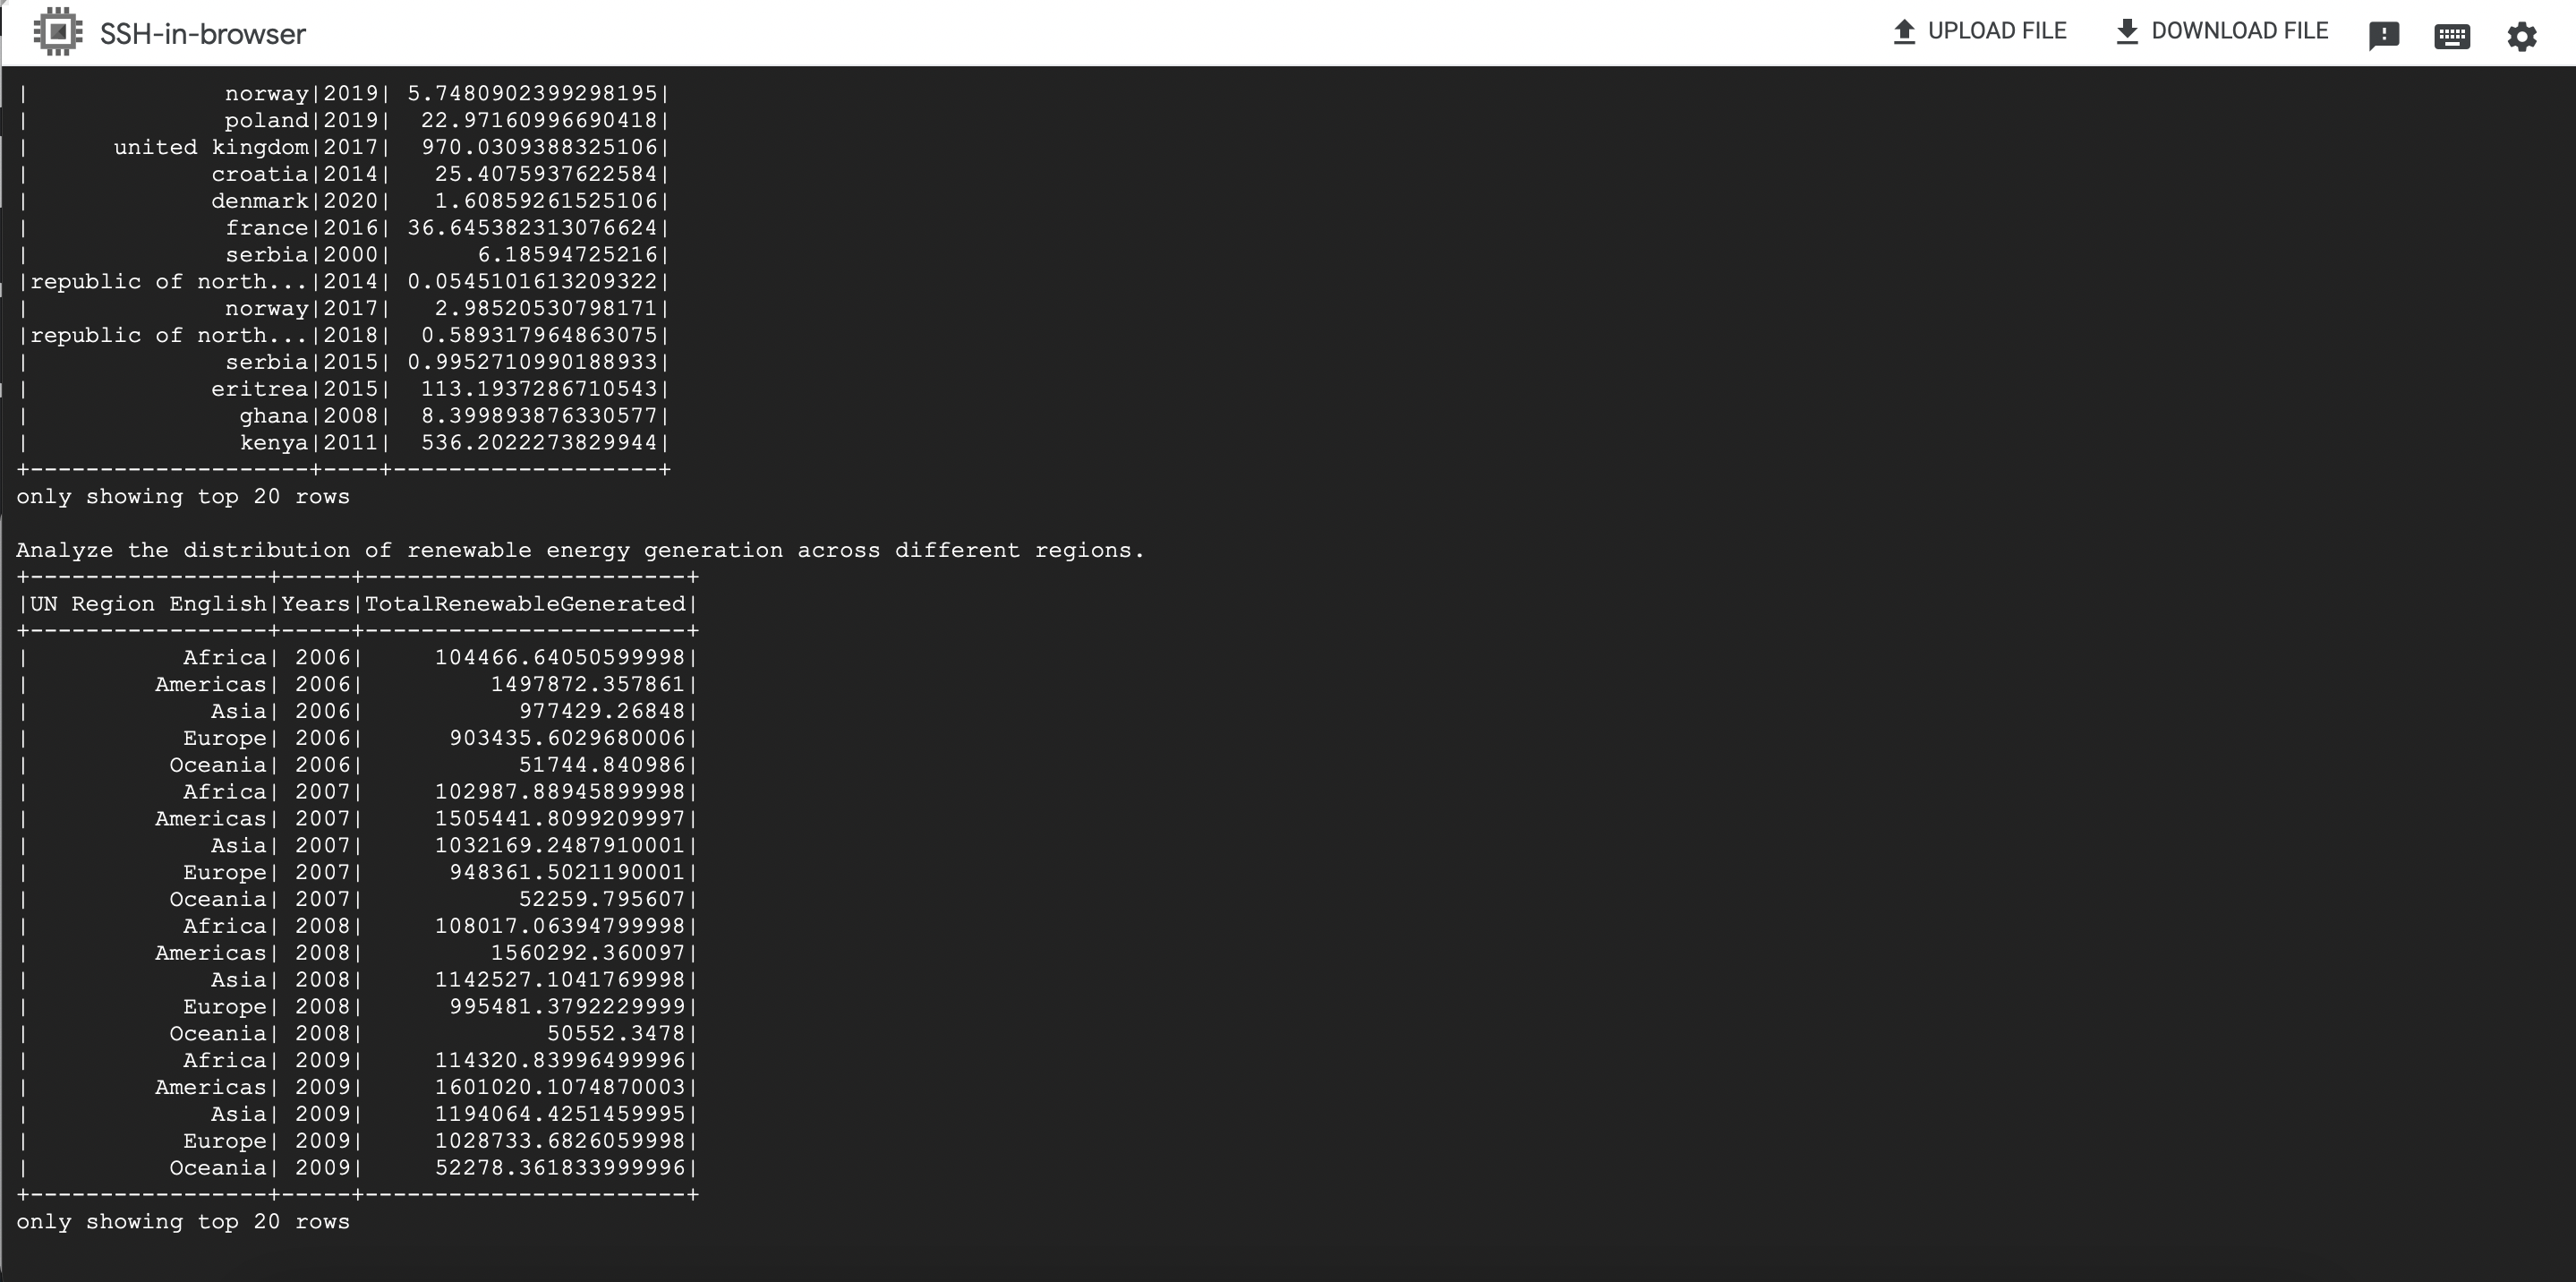 SSH-in-browser UPLOAD FILE DOWNLOAD FILE
|              norway|2019| 5.7480902399298195|
|              poland|2019|  22.97160996690418|
|      united kingdom|2017|  970.0309388325106|
|             croatia|2014|   25.4075937622584|
|             denmark|2020|   1.60859261525106|
|              france|2016| 36.645382313076624|
|              serbia|2000|      6.18594725216|
|republic of north...|2014| 0.0545101613209322|
|              norway|2017|   2.98520530798171|
|republic of north...|2018|  0.589317964863075|
|              serbia|2015| 0.9952710990188933|
|             eritrea|2015|  113.1937286710543|
|               ghana|2008|  8.399893876330577|
|               kenya|2011|  536.2022273829944|
+--------------------+----+-------------------+
only showing top 20 rows
Analyze the distribution of renewable energy generation across different regions.
+-----------------+-----+-----------------------+
|UN Region English|Years|TotalRenewableGenerated|
+-----------------+-----+-----------------------+
|           Africa| 2006|     104466.64050599998|
|         Americas| 2006|         1497872.357861|
|             Asia| 2006|           977429.26848|
|           Europe| 2006|      903435.6029680006|
|          Oceania| 2006|           51744.840986|
|           Africa| 2007|     102987.88945899998|
|         Americas| 2007|     1505441.8099209997|
|             Asia| 2007|     1032169.2487910001|
|           Europe| 2007|      948361.5021190001|
|          Oceania| 2007|           52259.795607|
|           Africa| 2008|     108017.06394799998|
|         Americas| 2008|         1560292.360097|
|             Asia| 2008|     1142527.1041769998|
|           Europe| 2008|      995481.3792229999|
|          Oceania| 2008|             50552.3478|
|           Africa| 2009|     114320.83996499996|
|         Americas| 2009|     1601020.1074870003|
|             Asia| 2009|     1194064.4251459995|
|           Europe| 2009|     1028733.6826059998|
|          Oceania| 2009|     52278.361833999996|
+-----------------+-----+-----------------------+
only showing top 20 rows